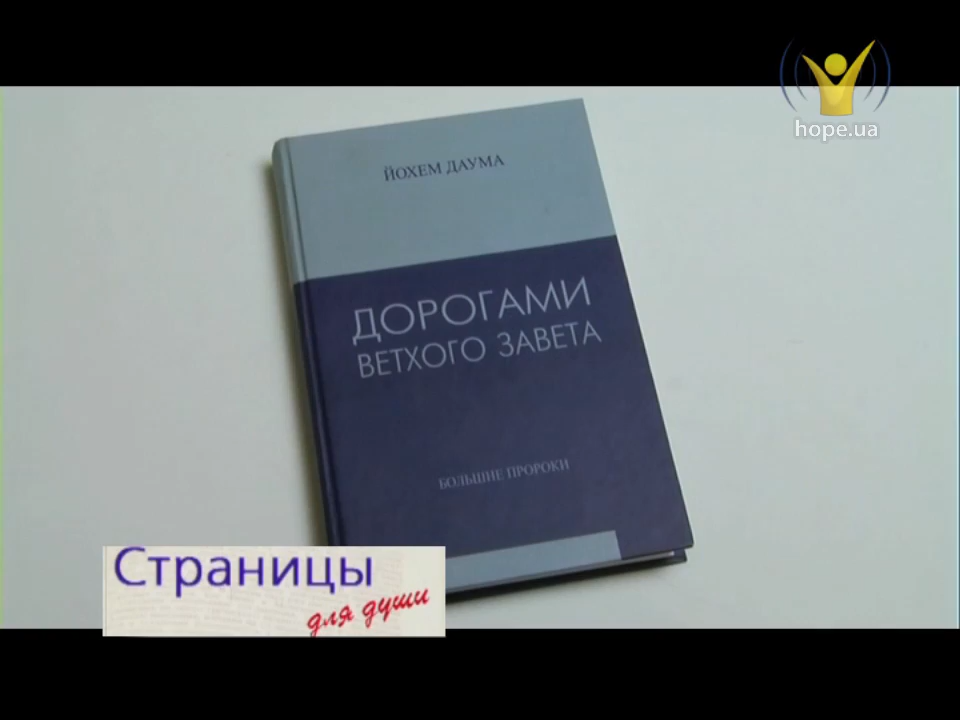 hope.ua
ЙОХЕМ ДАУМА
ДОРОГАМИ
ВЕТХОГО ЗАВЕТА
БОЛЬШИЕ ПРОРОКИ
Страницы
для души